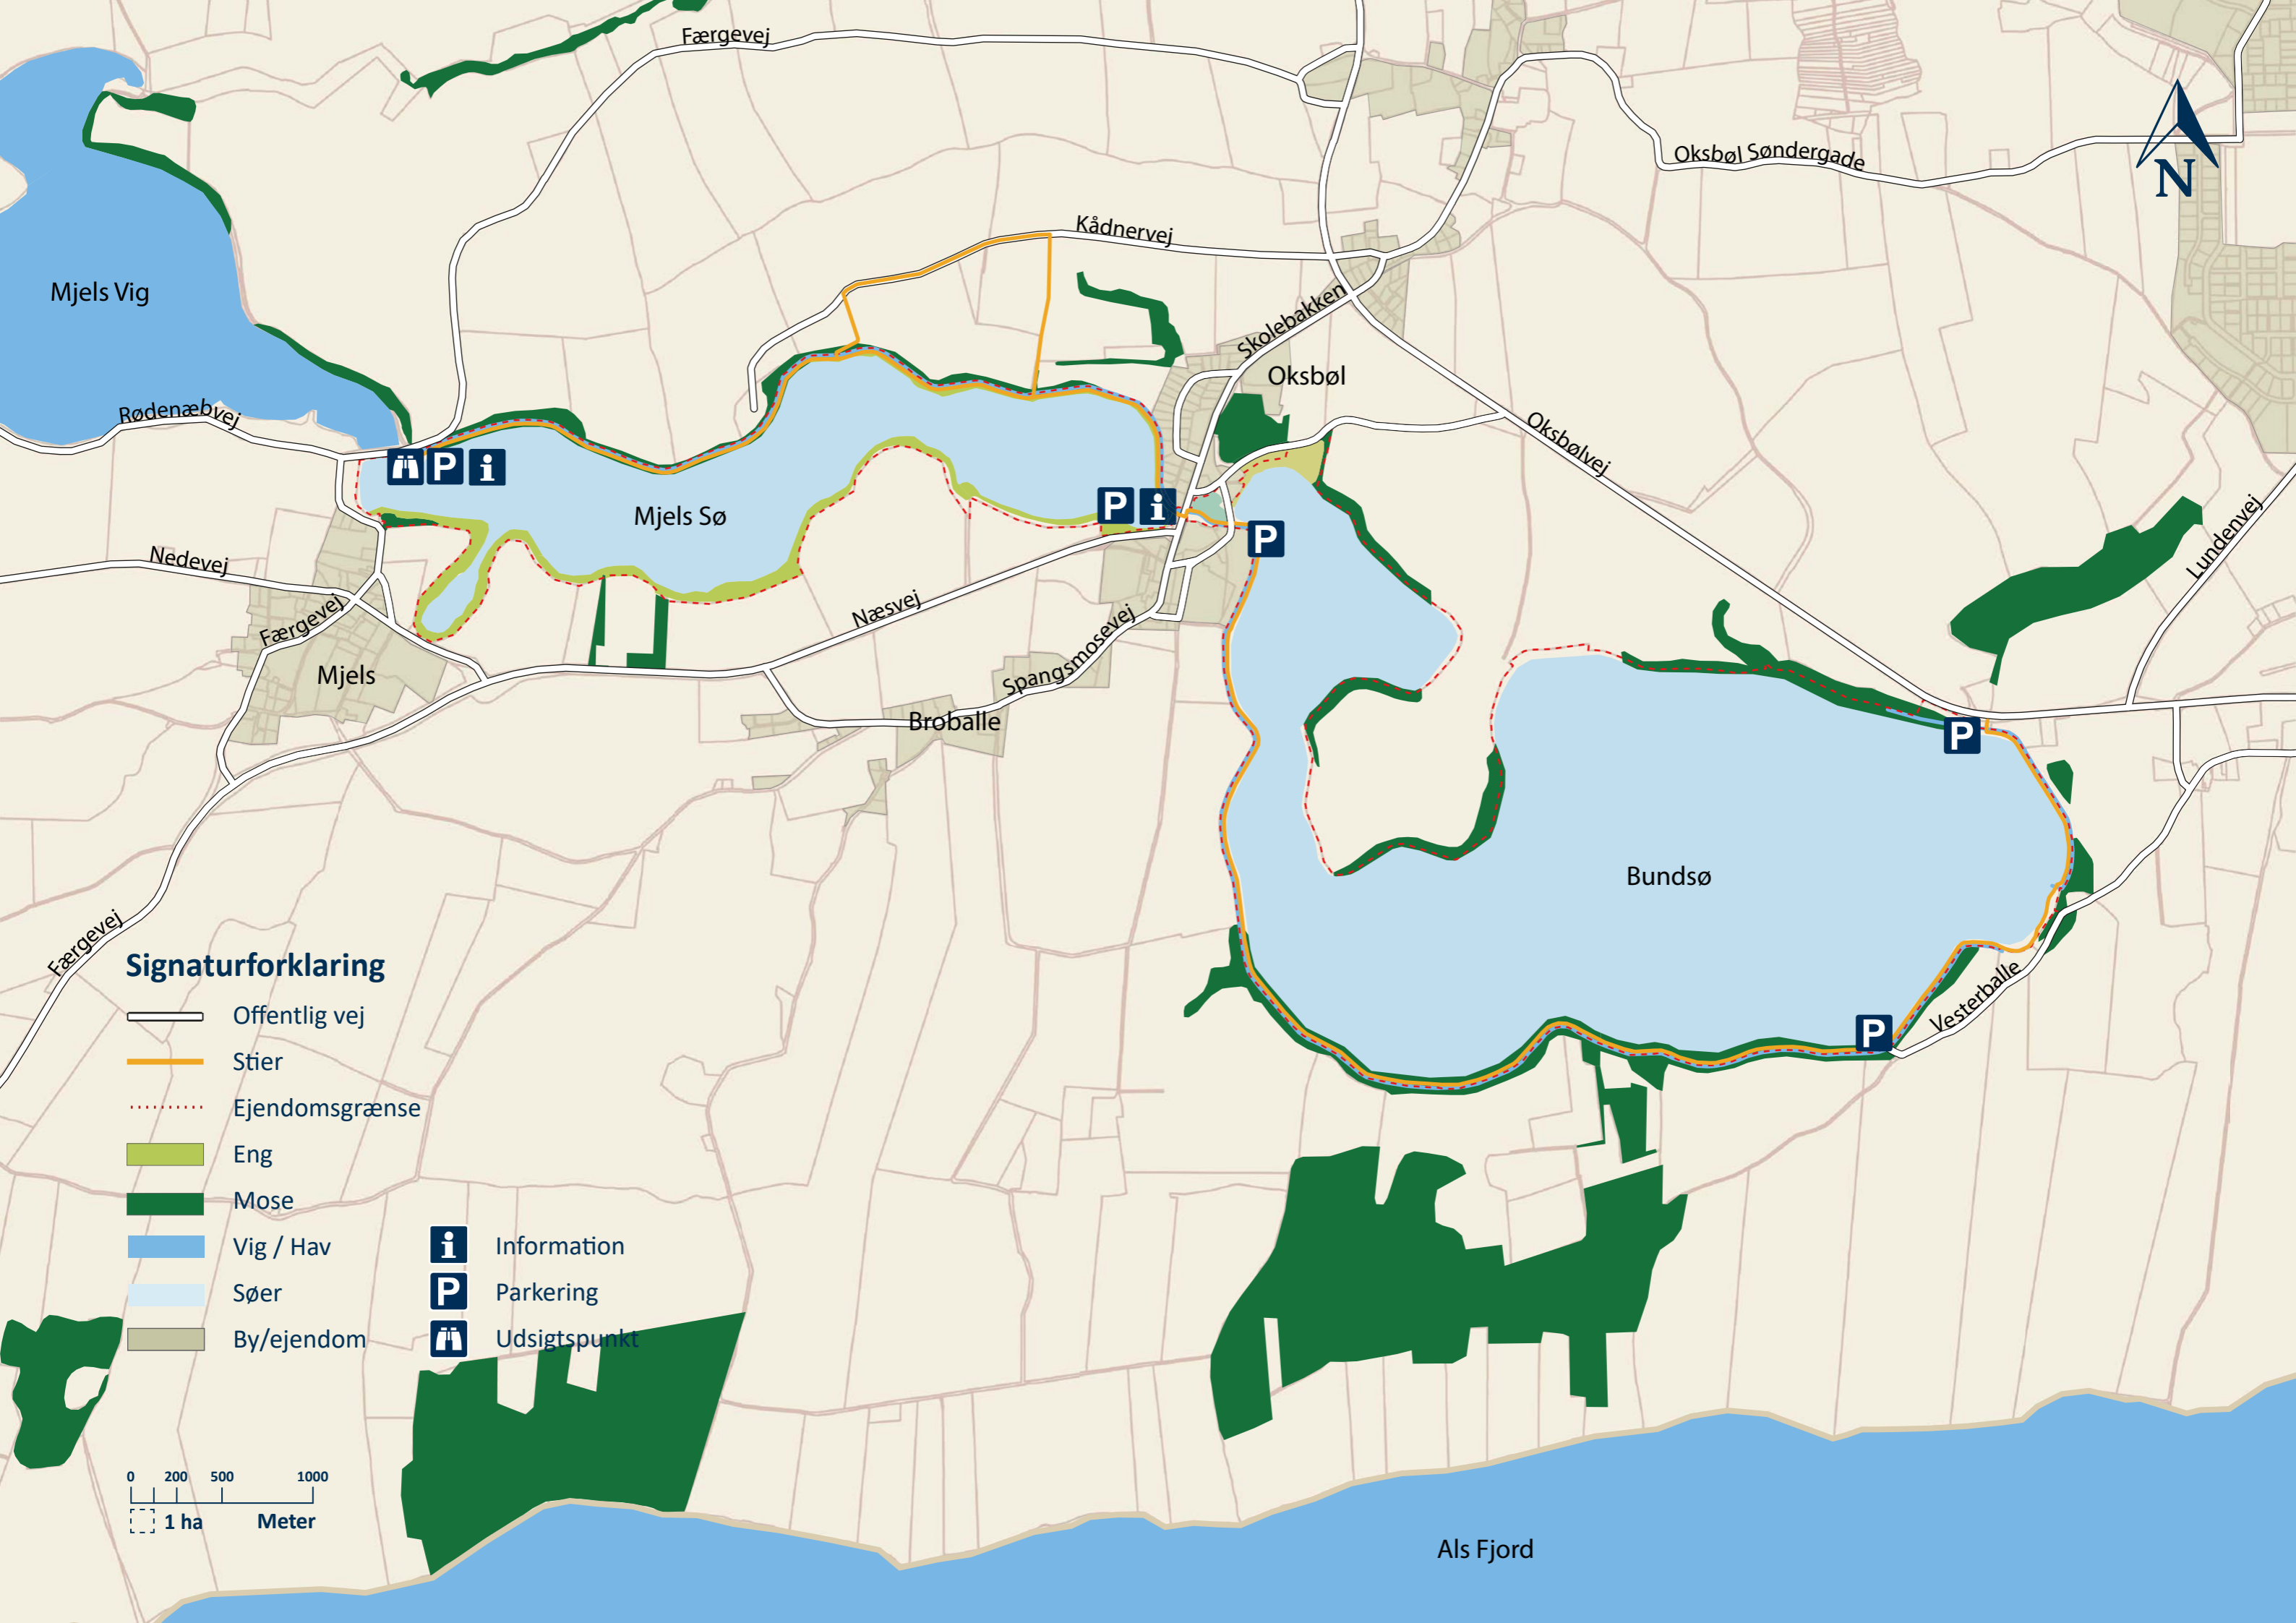 Færgevej
Oksbøl Søndergade
N
Kådnervej
Mjels Vig
Skolebakken
Oksbøl
Rødenæbvej
Oksbølvej
P
i
P
i
Mjels Sø
P
Lundenvej
Nedevej
Færgevej
Næsvej
Mjels
Spangsmosevej
Broballe
P
Bundsø
Færgevej
Vesterballe
P
Signaturforklaring
Offentlig vej
Stier
Ejendomsgrænse
Eng
Mose
Vig / Hav
Søer
By/ejendom
i Information
P Parkering
Udsigtspunkt
0 200 500 1000
1 ha Meter
Als Fjord